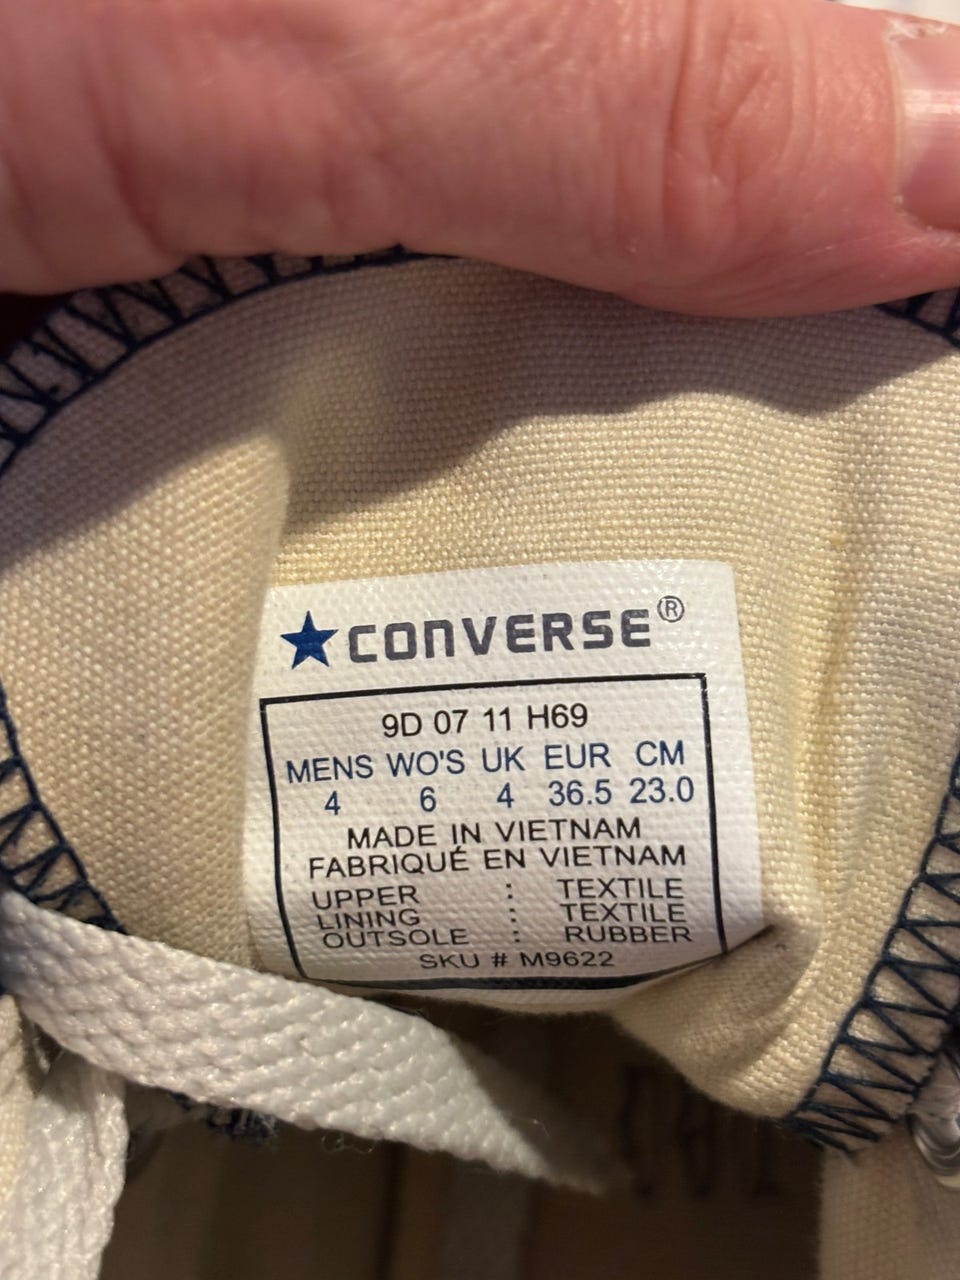 CONVERSE®
9D 07 11 H69
MENS WO'S UK EUR CM
4 6 4 36.5 23.0
MADE IN VIETNAM
FABRIQUÉ EN VIETNAM
UPPER : TEXTILE
LINING : TEXTILE
OUTSOLE : RUBBER
SKU # M9622